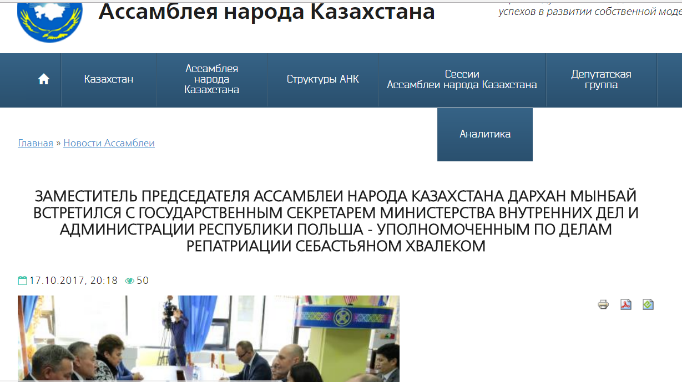 Ассамблея народа Казахстана
успехов в развитии собственной моде
Казахстан
Ассамблея
народа
Казахстана
Структуры АНК
Сессии
Ассамблеи народа Казахстана
Депутатская
группа
Аналитика
Главная » Новости Ассамблеи
ЗАМЕСТИТЕЛЬ ПРЕДСЕДАТЕЛЯ АССАМБЛЕИ НАРОДА КАЗАХСТАНА ДАРХАН МЫНБАЙ
ВСТРЕТИЛСЯ С ГОСУДАРСТВЕННЫМ СЕКРЕТАРЕМ МИНИСТЕРСТВА ВНУТРЕННИХ ДЕЛ И
АДМИНИСТРАЦИИ РЕСПУБЛИКИ ПОЛЬША - УПОЛНОМОЧЕННЫМ ПО ДЕЛАМ
РЕПАТРИАЦИИ СЕБАСТЬЯНОМ ХВАЛЕКОМ
17.10.2017, 20:18 50